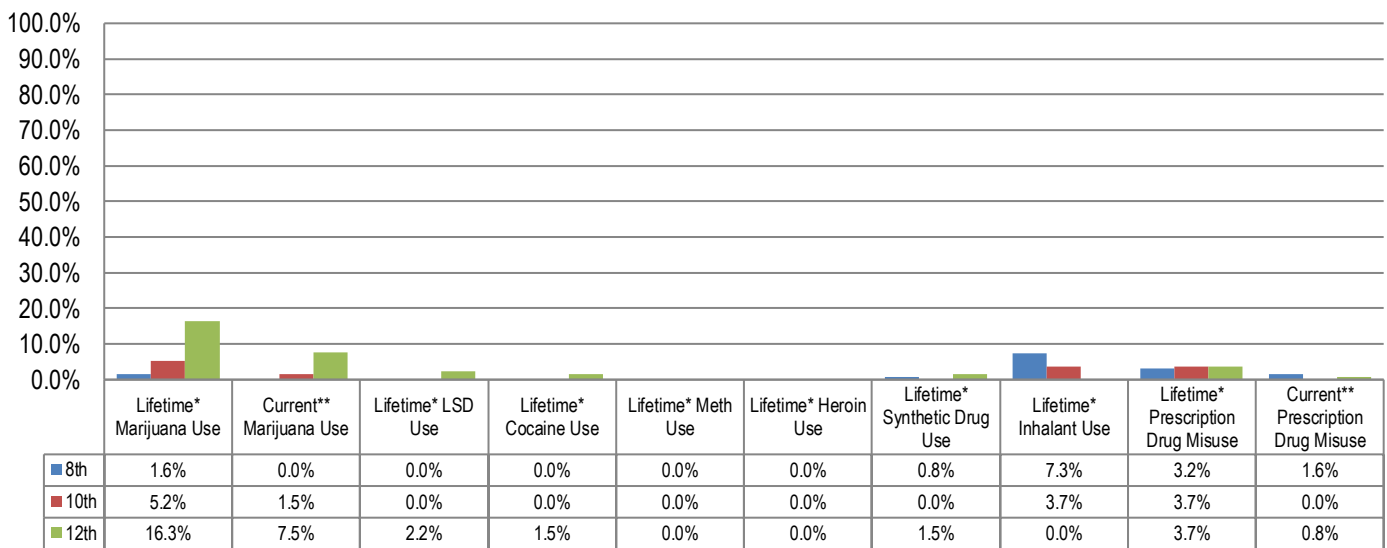 100.0%
90.0%
80.0%
70.0%
60.0%
50.0%
40.0%
30.0%
20.0%
10.0%
0.0%
Lifetime*
Marijuana Use
Current**
Marijuana Use
Lifetime* LSD
Use
Lifetime*
Cocaine Use
Lifetime* Meth
Use
Lifetime* Heroin
Use
Lifetime*
Synthetic Drug
Use
Lifetime*
Inhalant Use
Lifetime*
Prescription
Drug Misuse
Current**
Prescription
Drug Misuse
8th 1.6% 0.0% 0.0% 0.0% 0.0% 0.0% 0.8% 7.3% 3.2% 1.6%
10th 5.2% 1.5% 0.0% 0.0% 0.0% 0.0% 0.0% 3.7% 3.7% 0.0%
12th 16.3% 7.5% 2.2% 1.5% 0.0% 0.0% 1.5% 0.0% 3.7% 0.8%